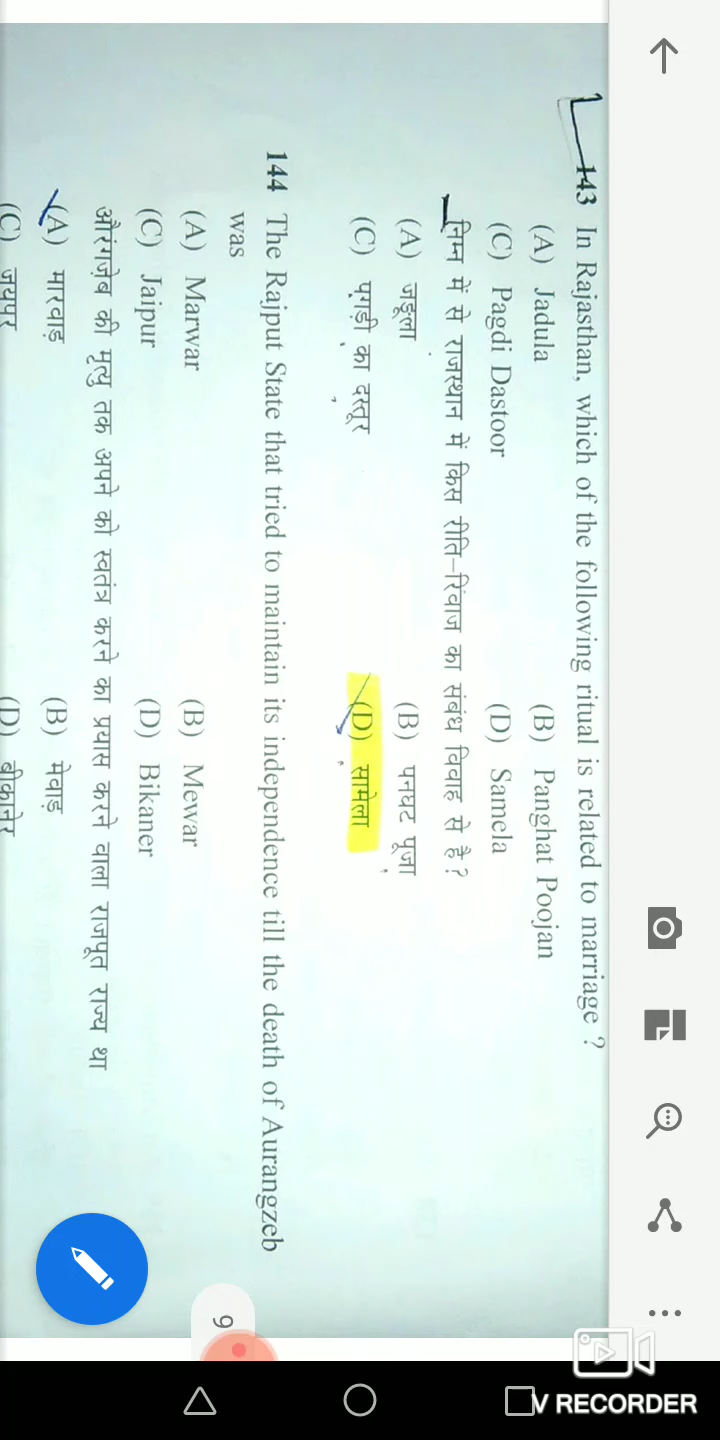 143 In Rajasthan, which of the following ritual is related to marriage ?
(A) Jadula (B) Panghat Poojan
(C) Pagdi Dastoor (D) Samela
निम्न में से राजस्थान में किस रीति-रिवाज का संबंध विवाह से है ?
(A) जडूला (B) पनघट पूजा
(C) पगड़ी का दस्तूर (D) सामेला
144 The Rajput State that tried to maintain its independence till the death of Aurangzeb
was
(A) Marwar (B) Mewar
(C) Jaipur (D) Bikaner
औरंगज़ेब की मृत्यु तक अपने को स्वतंत्र करने का प्रयास करने वाला राजपूत राज्य था
(A) मारवाड़ (B) मेवाड़
(C) जयपुर (D) बीकानेर
9
V RECORDER